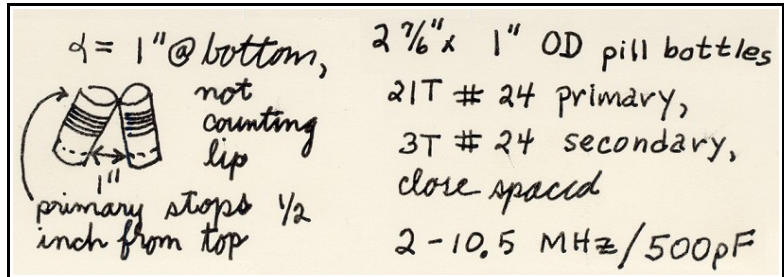 α = 1"@ bottom,
not
counting
lip
1"
primary stops 1/2
inch from top
2 7/6" x 1" OD pill bottles
21T # 24 primary,
3T # 24 secondary,
close spaced
2-10.5 MHz/500pF